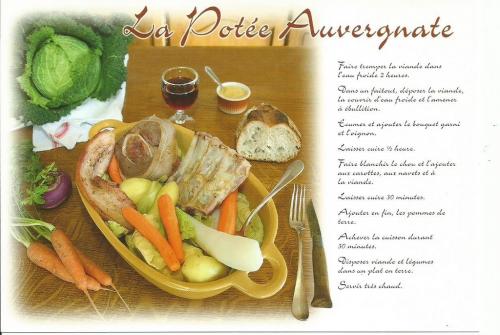 La Potée Auvergnate
Faire tremper la viande dans
l'eau froide 2 heures.
Dans un faitout, déposer la viande,
la couvrir d'eau froide et l'amener
à ébullition.
Ecumer et ajouter le bouquet garni
et l'oignon.
Laisser cuire ½ heure.
Faire blanchir le chou et l'ajouter
aux carottes, aux navets et à
la viande.
Laisser cuire 30 minutes.
Ajouter en fin, les pommes de
terre.
Achever la cuisson durant
30 minutes.
Disposer viande et légumes
dans un plat en terre.
Servir très chaud.